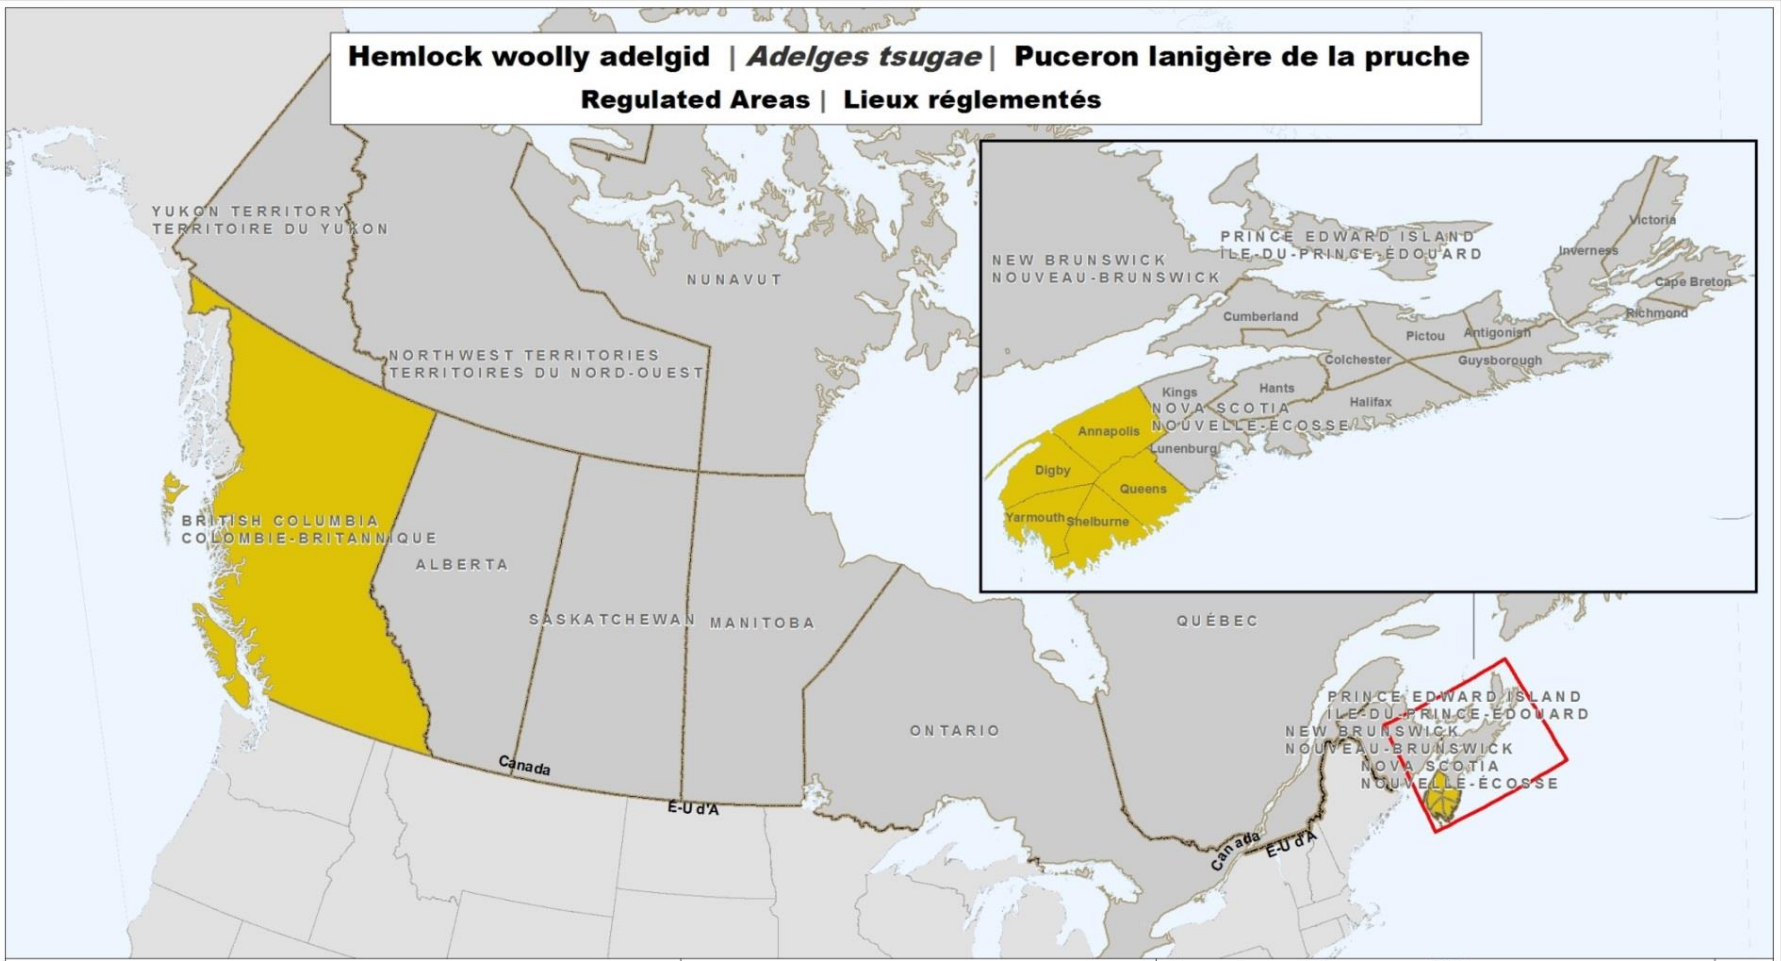 Hemlock woolly adelgid | Adelges tsugae | Puceron lanigère de la pruche
Regulated Areas | Lieux réglementés
YUKON TERRITORY
TERRITOIRE DU YUKON
NUNAVUT
NORTHWEST TERRITORIES
TERRITOIRES DU NORD-OUEST
BRITISH COLUMBIA
COLOMBIE-BRITANNIQUE
ALBERTA
SASKATCHEWAN
MANITOBA
ONTARIO
QUÉBEC
Canada
É-U d'A
Canada
É-U d'A
PRINCE EDWARD ISLAND
ÎLE-DU-PRINCE-ÉDOUARD
NEW BRUNSWICK
NOUVEAU-BRUNSWICK
NOVA SCOTIA
NOUVELLE-ÉCOSSE
NEW BRUNSWICK
NOUVEAU-BRUNSWICK
PRINCE EDWARD ISLAND
ÎLE-DU-PRINCE-ÉDOUARD
Victoria
Inverness
Cape Breton
Richmond
Cumberland
Pictou
Antigonish
Colchester
Guysborough
Kings
Hants
Halifax
NOVA SCOTIA
NOUVELLE-ÉCOSSE
Annapolis
Lunenburg
Digby
Queens
Yarmouth
Shelburne